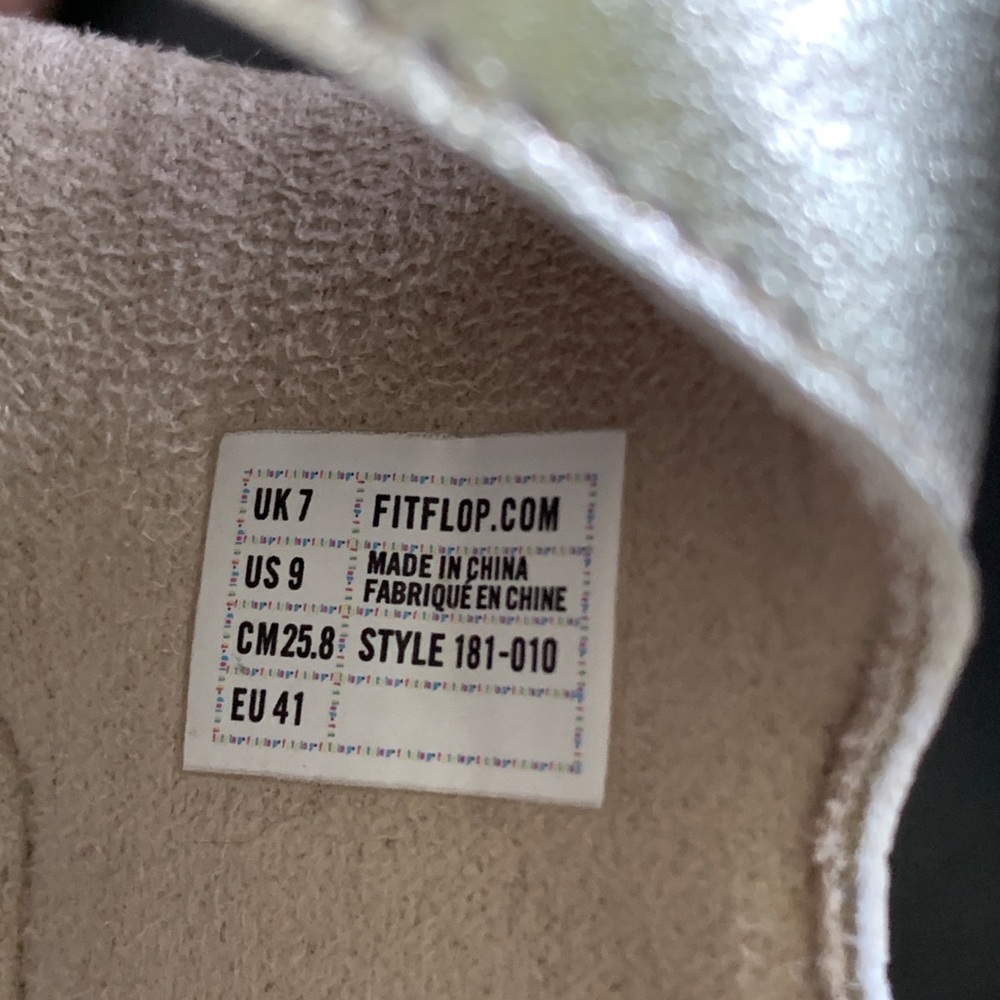 UK 7 FITFLOP.COM
US 9 MADE IN CHINA
FABRIQUÉ EN CHINE
CM 25.8 STYLE 181-010
EU 41